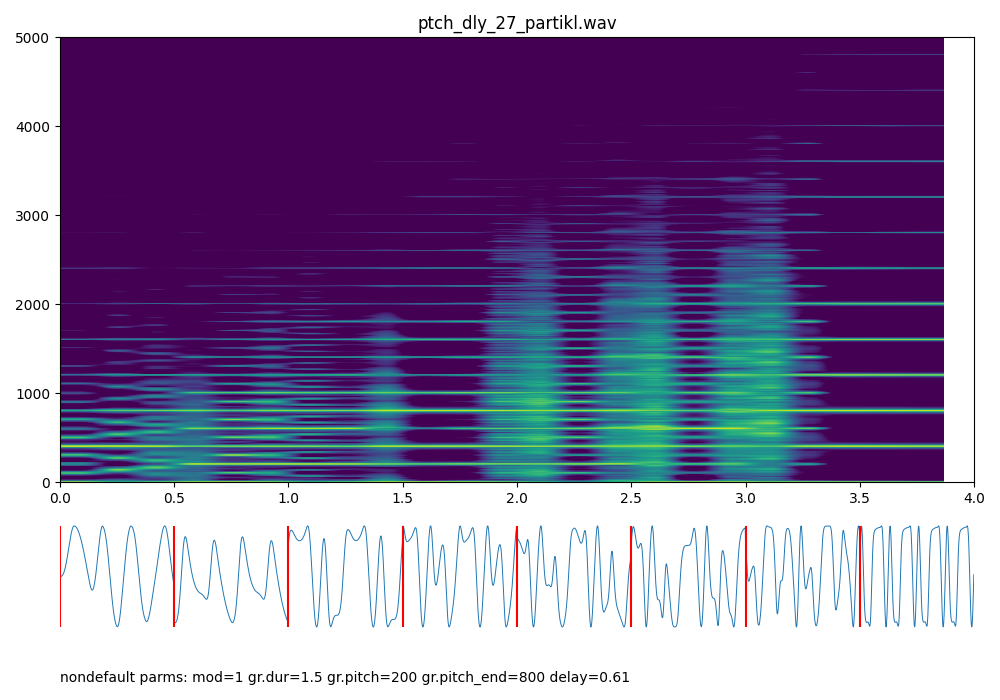 ptch_dly_27_partikl.wav
5000
4000
3000
2000
1000
0
0.0 0.5 1.0 1.5 2.0 2.5 3.0 3.5 4.0
nondefault parms: mod=1 gr.dur=1.5 gr.pitch=200 gr.pitch_end=800 delay=0.61